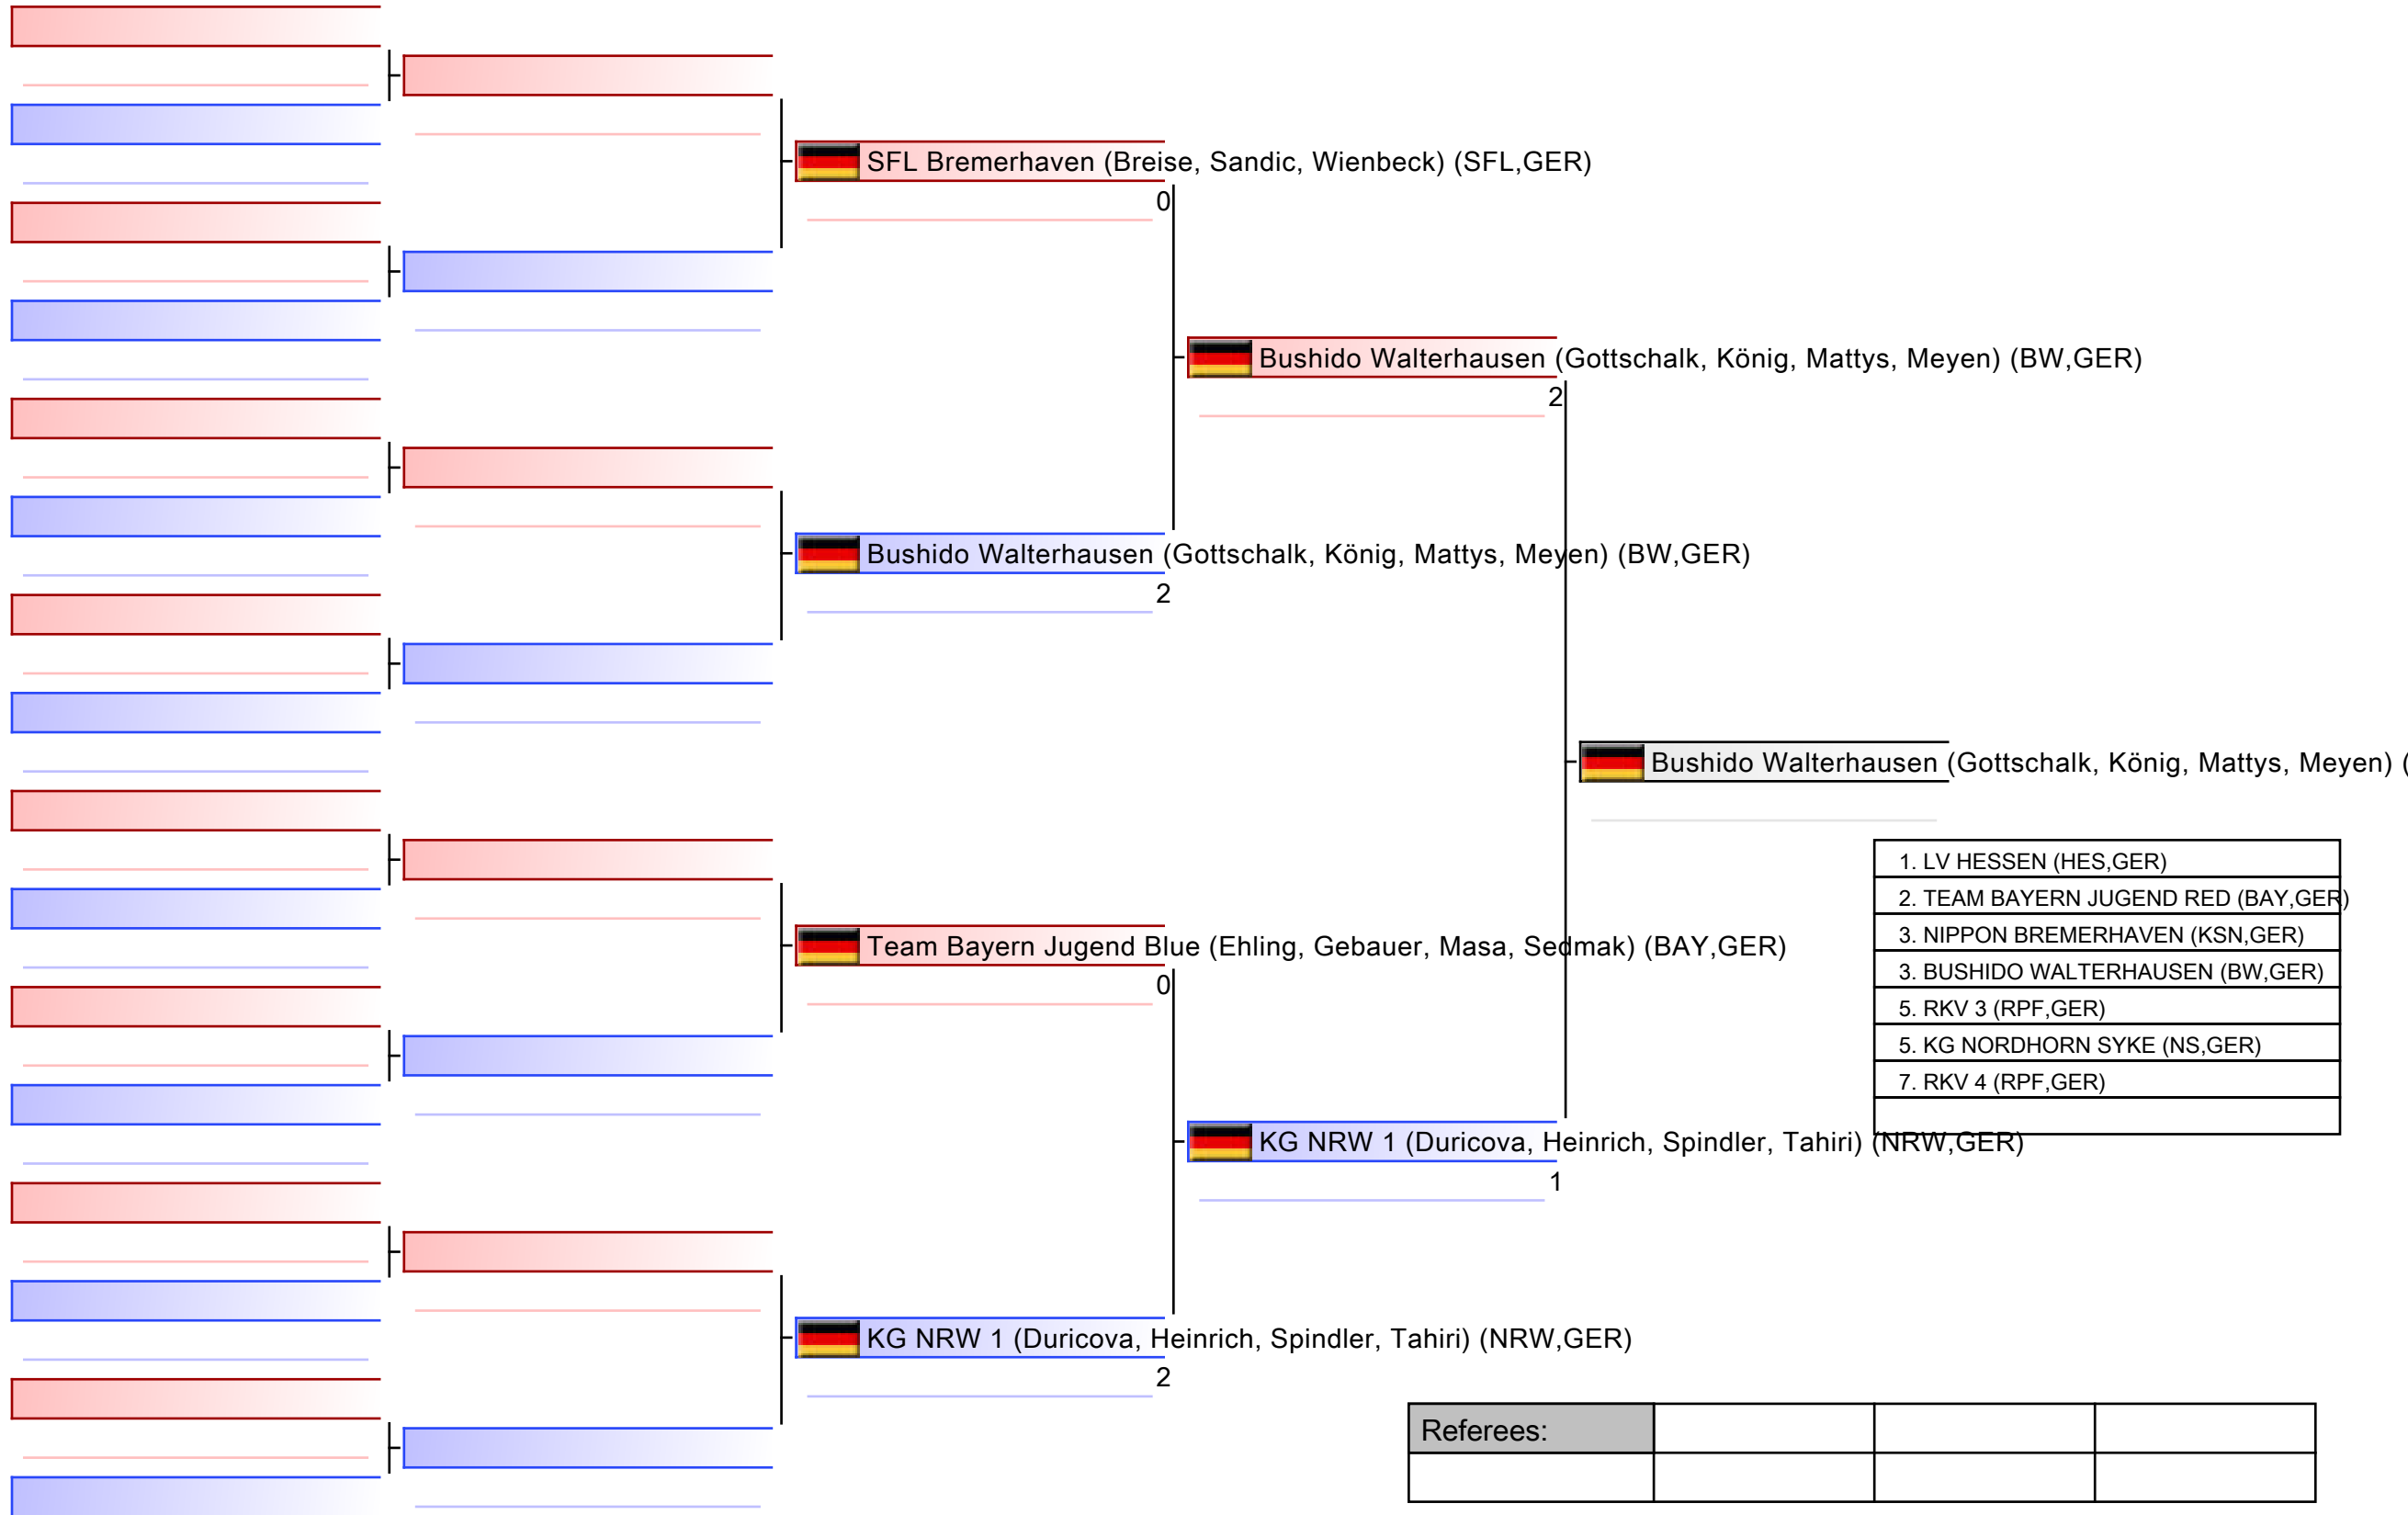 SFL Bremerhaven (Breise, Sandic, Wienbeck) (SFL,GER)
0
Bushido Walterhausen (Gottschalk, König, Mattys, Meyen) (BW,GER)
2
Bushido Walterhausen (Gottschalk, König, Mattys, Meyen) (BW,GER)
2
Bushido Walterhausen (Gottschalk, König, Mattys, Meyen) (
1. LV HESSEN (HES,GER)
2. TEAM BAYERN JUGEND RED (BAY,GER)
3. NIPPON BREMERHAVEN (KSN,GER)
3. BUSHIDO WALTERHAUSEN (BW,GER)
5. RKV 3 (RPF,GER)
5. KG NORDHORN SYKE (NS,GER)
7. RKV 4 (RPF,GER)
Team Bayern Jugend Blue (Ehling, Gebauer, Masa, Sedmak) (BAY,GER)
0
KG NRW 1 (Duricova, Heinrich, Spindler, Tahiri) (NRW,GER)
1
KG NRW 1 (Duricova, Heinrich, Spindler, Tahiri) (NRW,GER)
2
Referees: